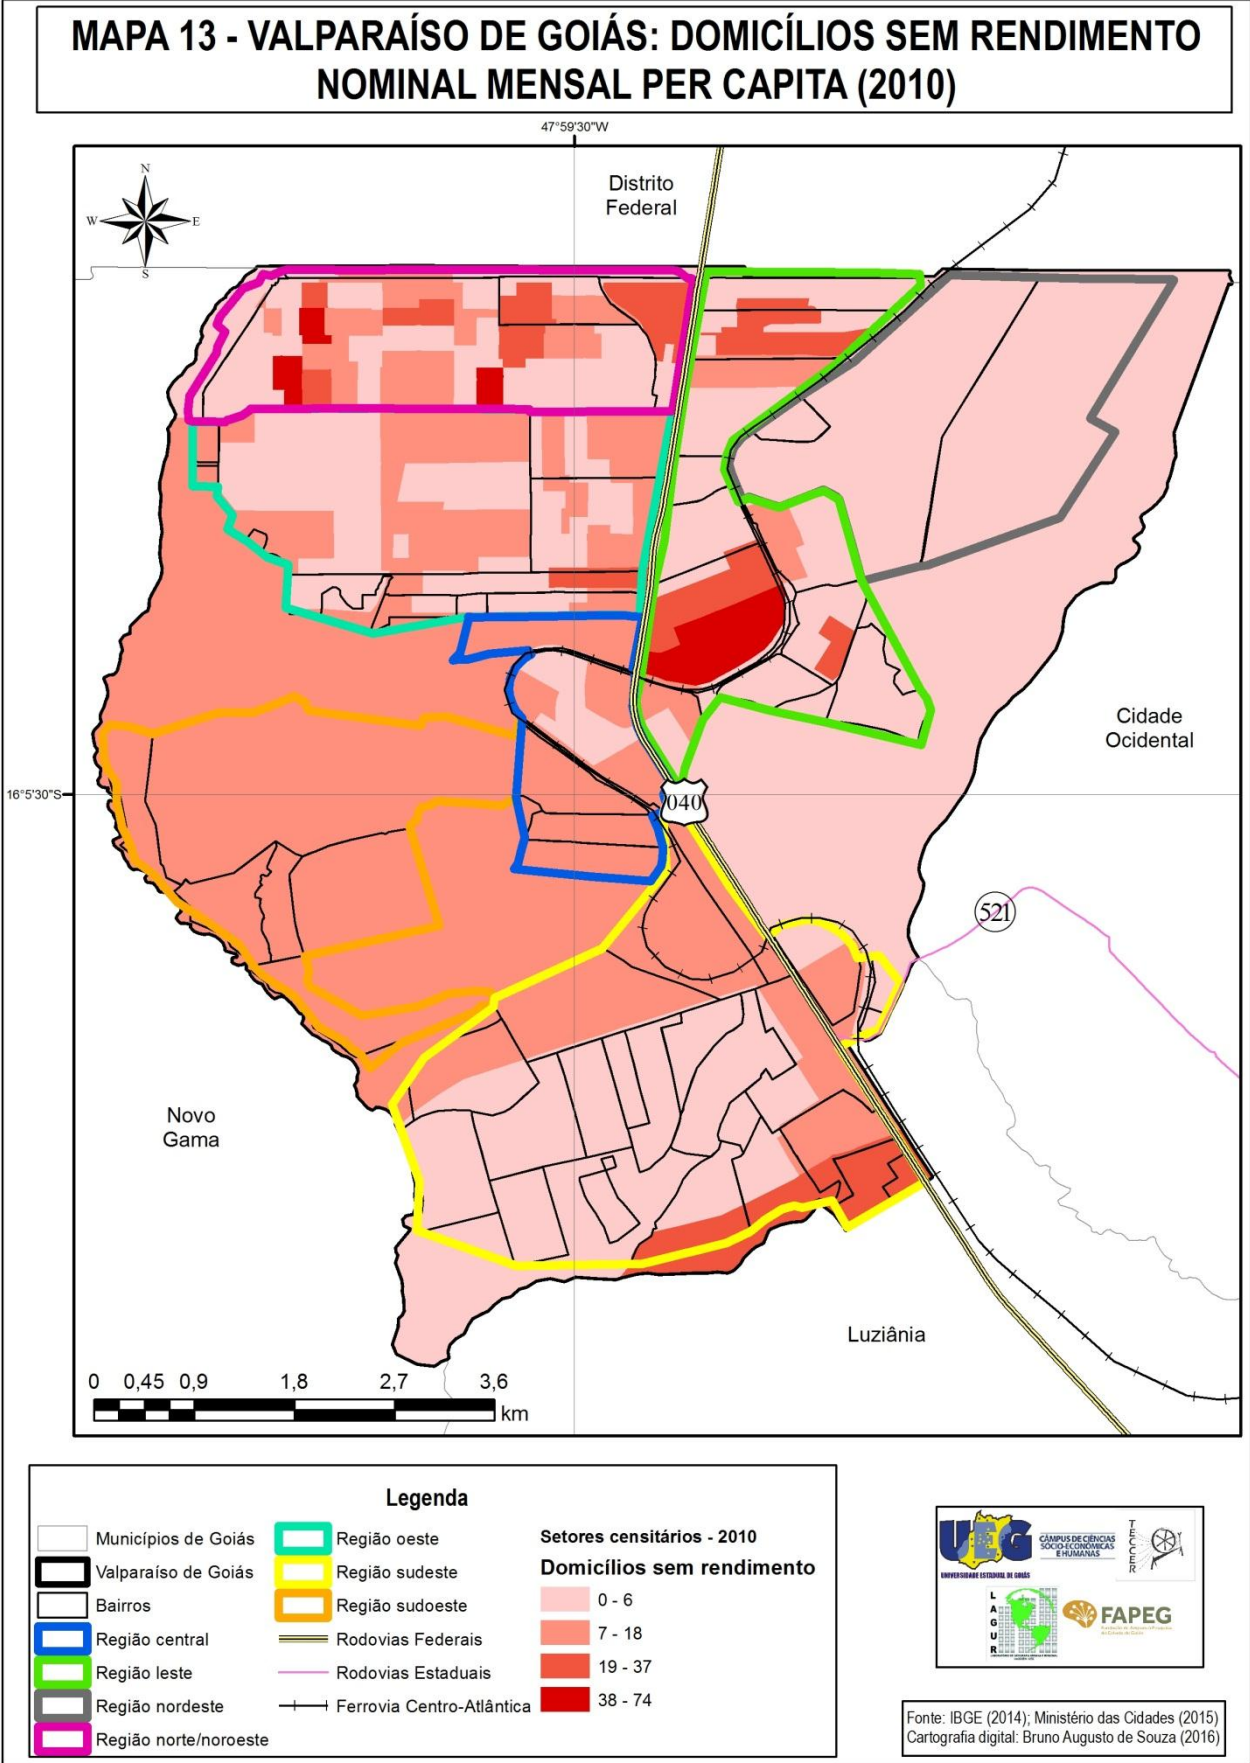 MAPA 13 - VALPARAÍSO DE GOIÁS: DOMICÍLIOS SEM RENDIMENTO
NOMINAL MENSAL PER CAPITA (2010)
47°59'30"W
N
W
E
S
Distrito
Federal
Cidade
Ocidental
16°5'30"S
040
521
Novo
Gama
Luziânia
0 0,45 0,9 1,8 2,7 3,6
km
Legenda
Municípios de Goiás
Valparaíso de Goiás
Bairros
Região central
Região leste
Região nordeste
Região norte/noroeste
Região oeste
Região sudeste
Região sudoeste
Rodovias Federais
Rodovias Estaduais
Ferrovia Centro-Atlântica
Setores censitários - 2010
Domicílios sem rendimento
0 - 6
7 - 18
19 - 37
38 - 74
UEG
UNIVERSIDADE ESTADUAL DE GOIÁS
CÂMPUS DE CIÊNCIAS
SÓCIO-ECONÔMICAS
E HUMANAS
TECCER
LAGUR
FAPEG
Fonte: IBGE (2014); Ministério das Cidades (2015)
Cartografia digital: Bruno Augusto de Souza (2016)